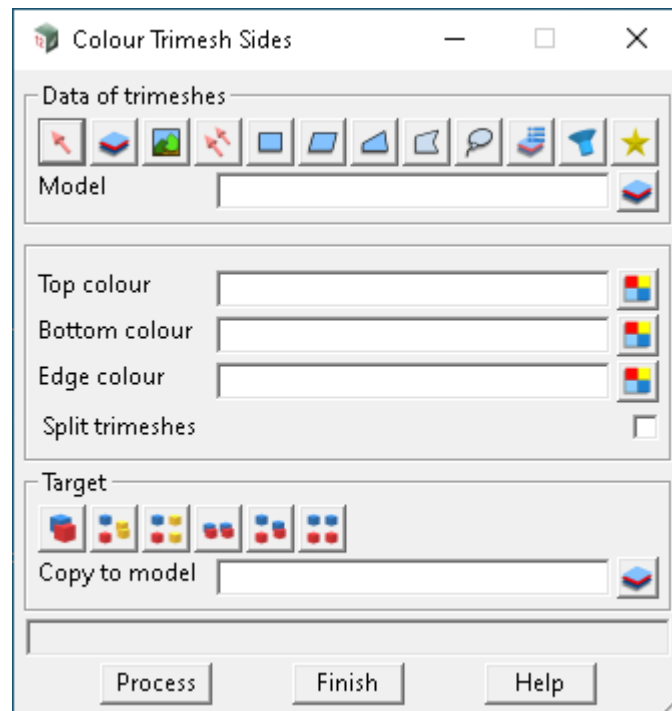 Colour Trimesh Sides
Data of trimeshes
Model
Top colour
Bottom colour
Edge colour
Split trimeshes
Target
Copy to model
Process Finish Help